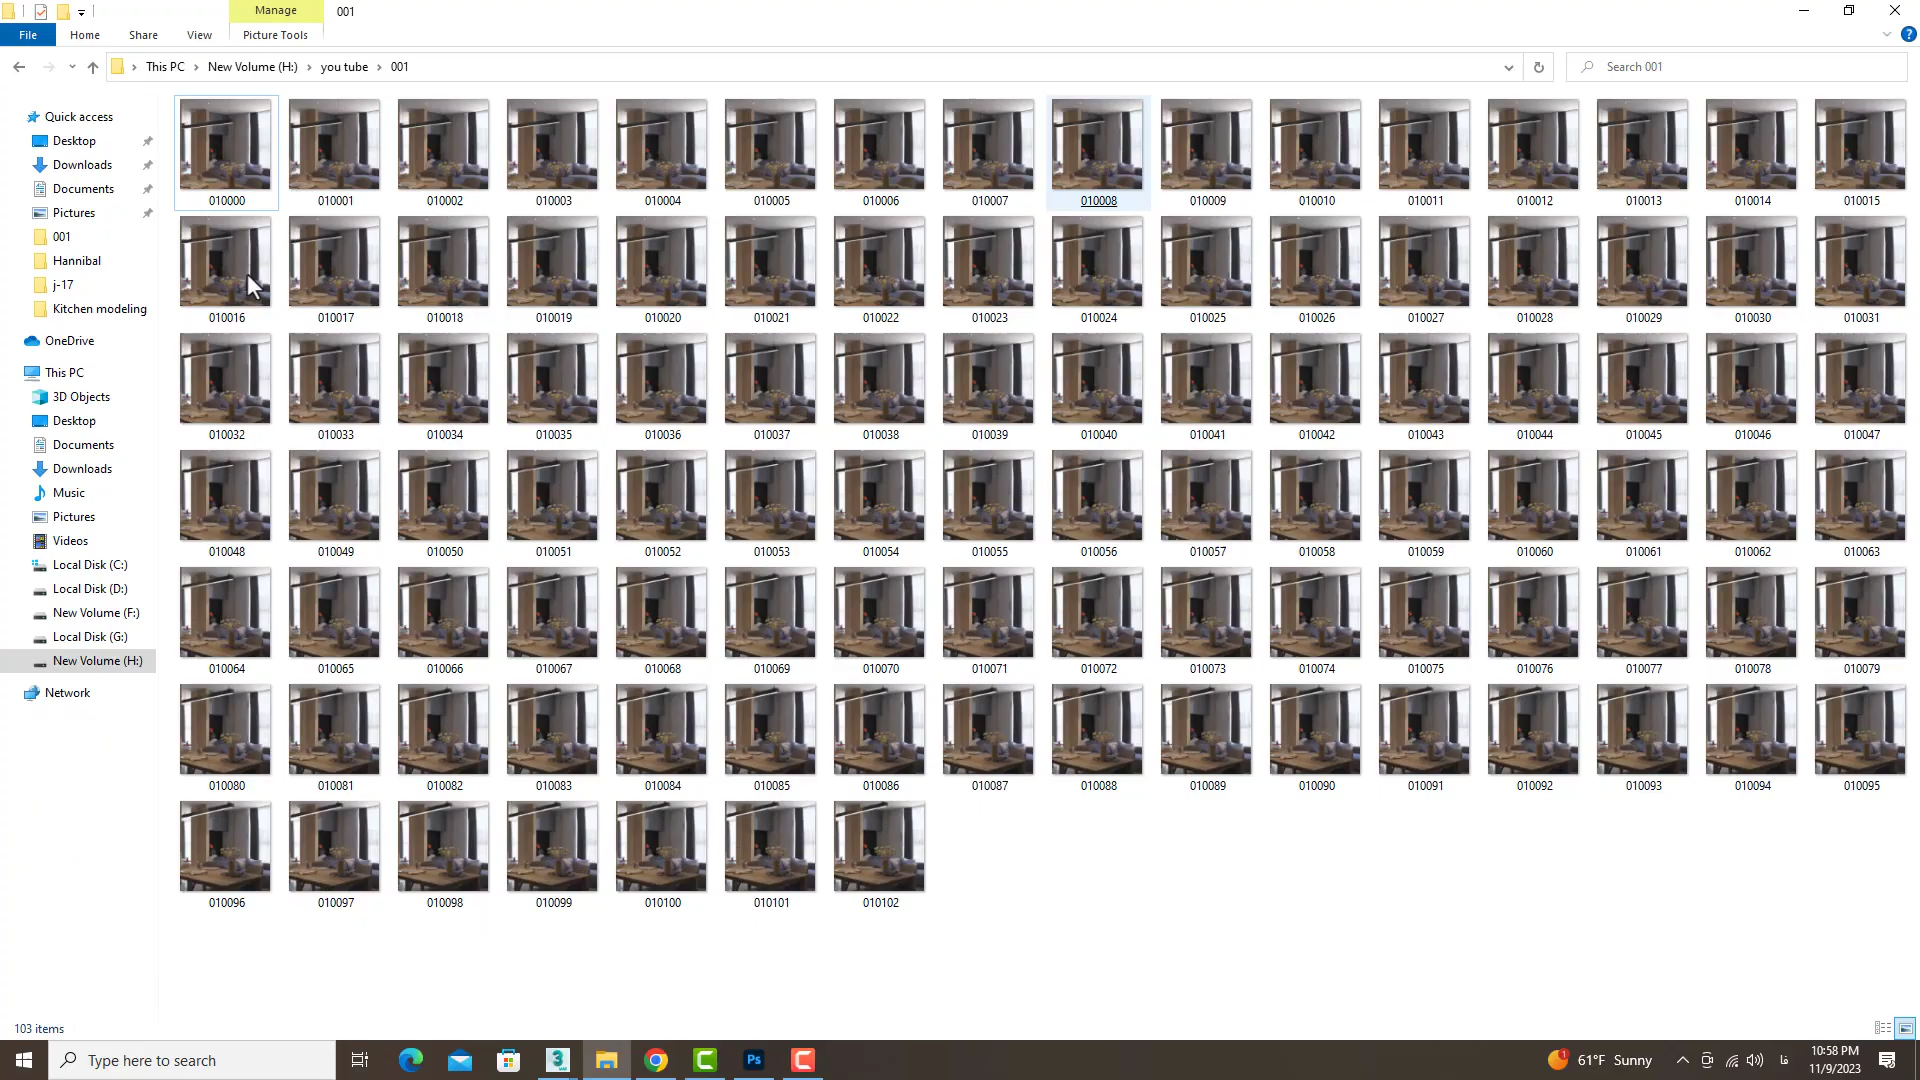 Manage
001
File
Home
Share
View
Picture Tools
This PC
New Volume (H:)
you tube
001
Search 001
Quick access
Desktop
Downloads
Documents
Pictures
001
Hannibal
j-17
Kitchen modeling
OneDrive
This PC
3D Objects
Desktop
Documents
Downloads
Music
Pictures
Videos
Local Disk (C:)
Local Disk (D:)
New Volume (F:)
Local Disk (G:)
New Volume (H:)
Network
010000 010001 010002 010003 010004 010005 010006 010007 010008 010009 010010 010011 010012 010013 010014 010015
010016 010017 010018 010019 010020 010021 010022 010023 010024 010025 010026 010027 010028 010029 010030 010031
010032 010033 010034 010035 010036 010037 010038 010039 010040 010041 010042 010043 010044 010045 010046 010047
010048 010049 010050 010051 010052 010053 010054 010055 010056 010057 010058 010059 010060 010061 010062 010063
010064 010065 010066 010067 010068 010069 010070 010071 010072 010073 010074 010075 010076 010077 010078 010079
010080 010081 010082 010083 010084 010085 010086 010087 010088 010089 010090 010091 010092 010093 010094 010095
010096 010097 010098 010099 010100 010101 010102
103 items
Type here to search
3
Ps
1
61°F Sunny
فا
10:58 PM
11/9/2023